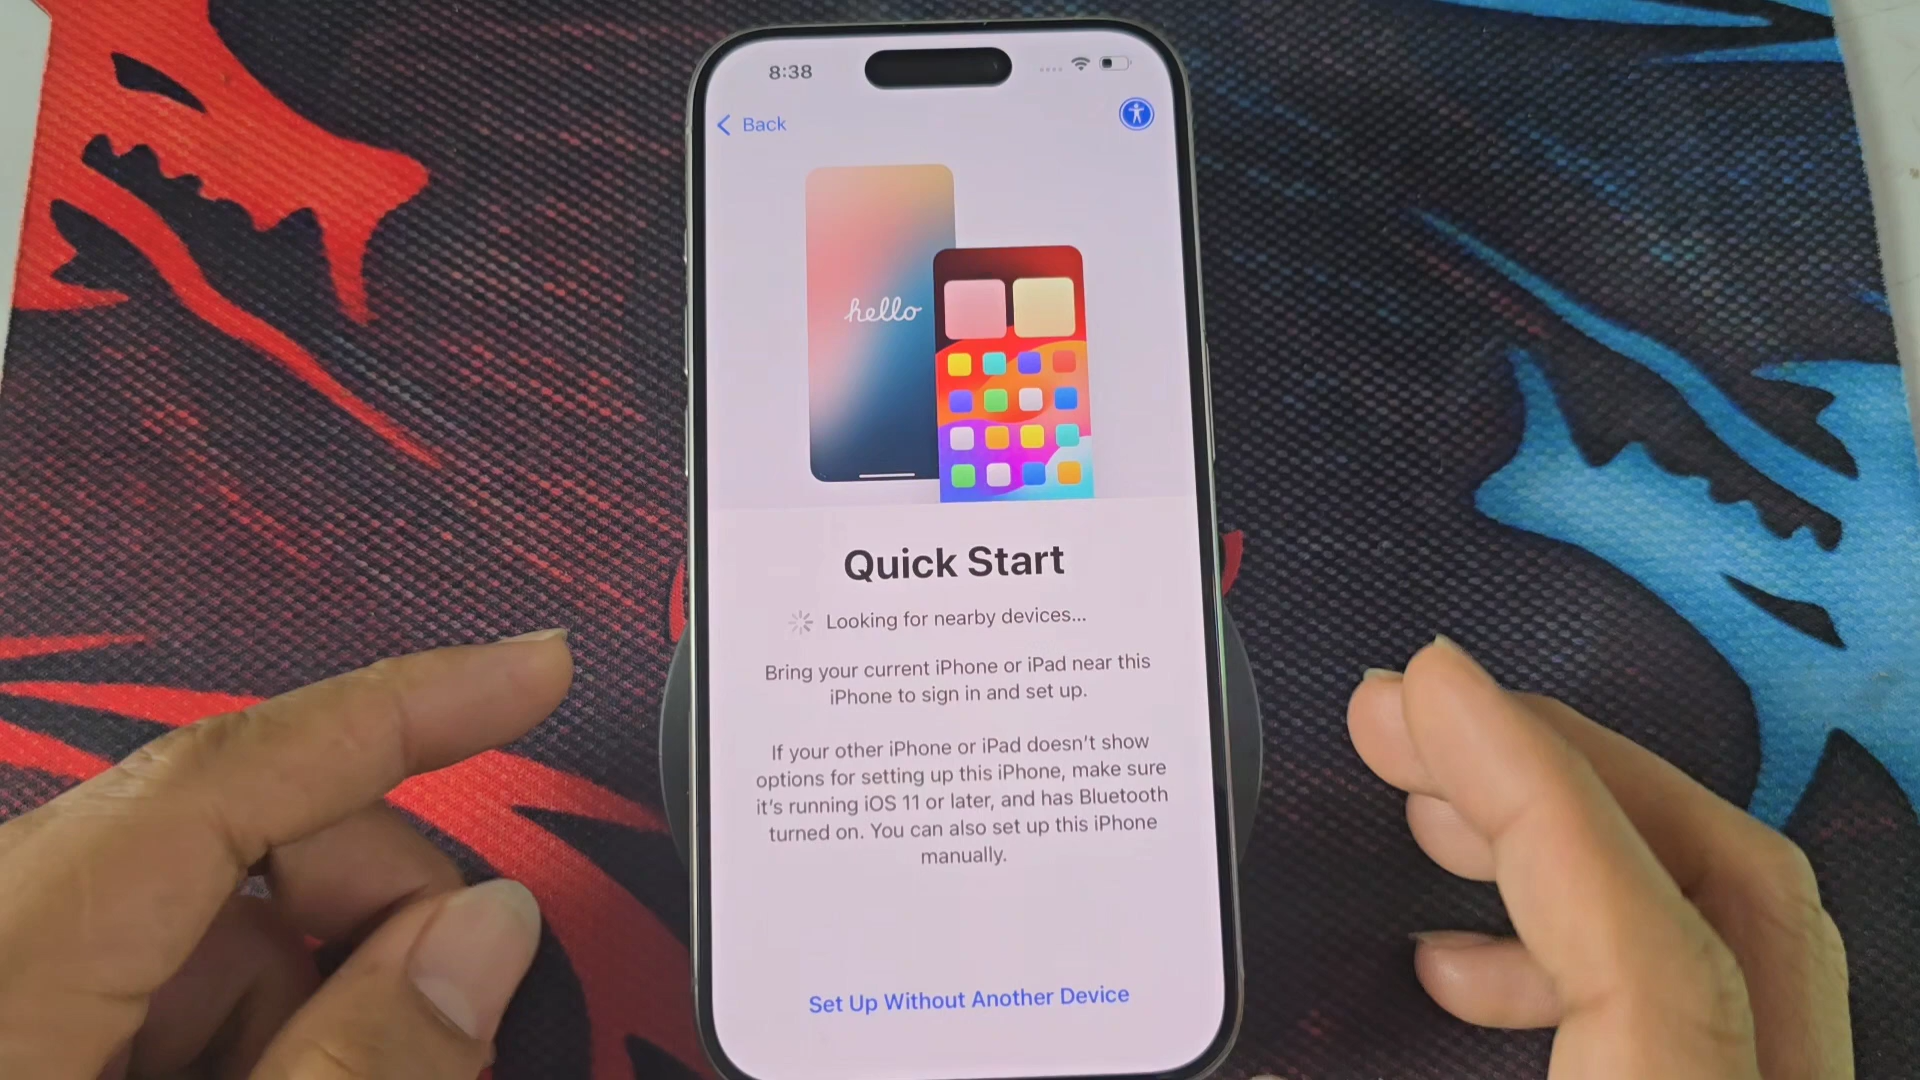 8:38
Back
hello
Quick Start
Looking for nearby devices...
Bring your current iPhone or iPad near this
iPhone to sign in and set up.
If your other iPhone or iPad doesn’t show
options for setting up this iPhone, make sure
it’s running iOS 11 or later, and has Bluetooth
turned on. You can also set up this iPhone
manually.
Set Up Without Another Device